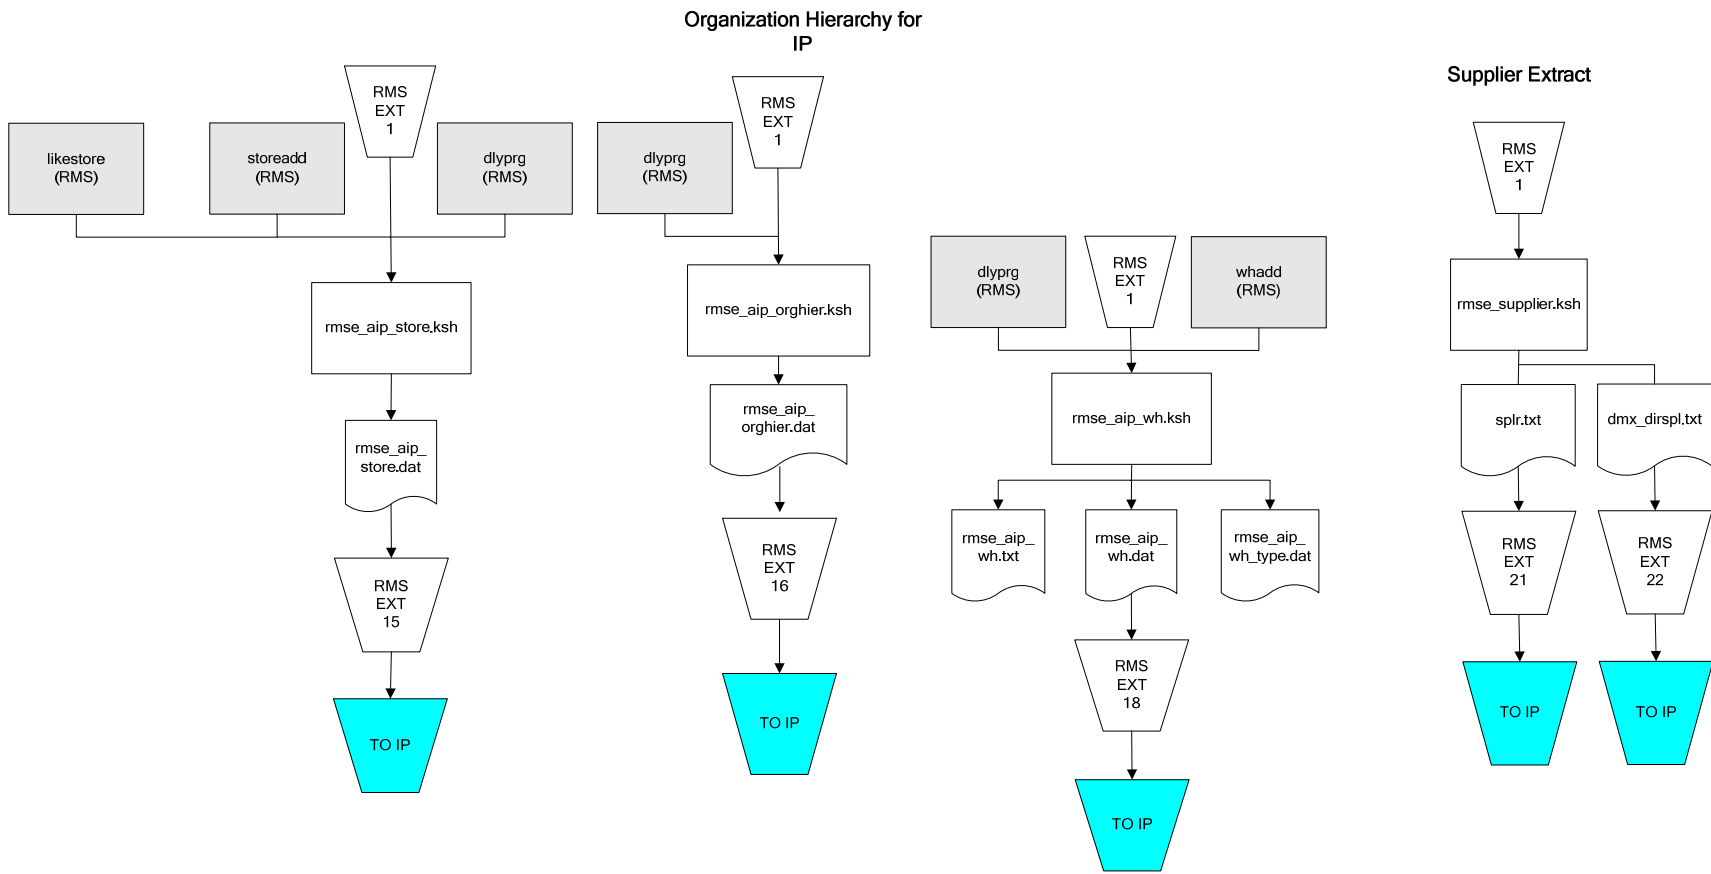 Organization Hierarchy for
IP
Supplier Extract
RMS
EXT
1
likestore
(RMS)
storeadd
(RMS)
dlyprg
(RMS)
rmse_aip_store.ksh
rmse_aip_
store.dat
RMS
EXT
15
TO IP
RMS
EXT
1
dlyprg
(RMS)
rmse_aip_orghier.ksh
rmse_aip_
orghier.dat
RMS
EXT
16
TO IP
dlyprg
(RMS)
RMS
EXT
1
whadd
(RMS)
rmse_aip_wh.ksh
rmse_aip_
wh.txt
rmse_aip_
wh.dat
rmse_aip_
wh_type.dat
RMS
EXT
18
TO IP
RMS
EXT
1
rmse_supplier.ksh
splr.txt
dmx_dirspl.txt
RMS
EXT
21
RMS
EXT
22
TO IP
TO IP